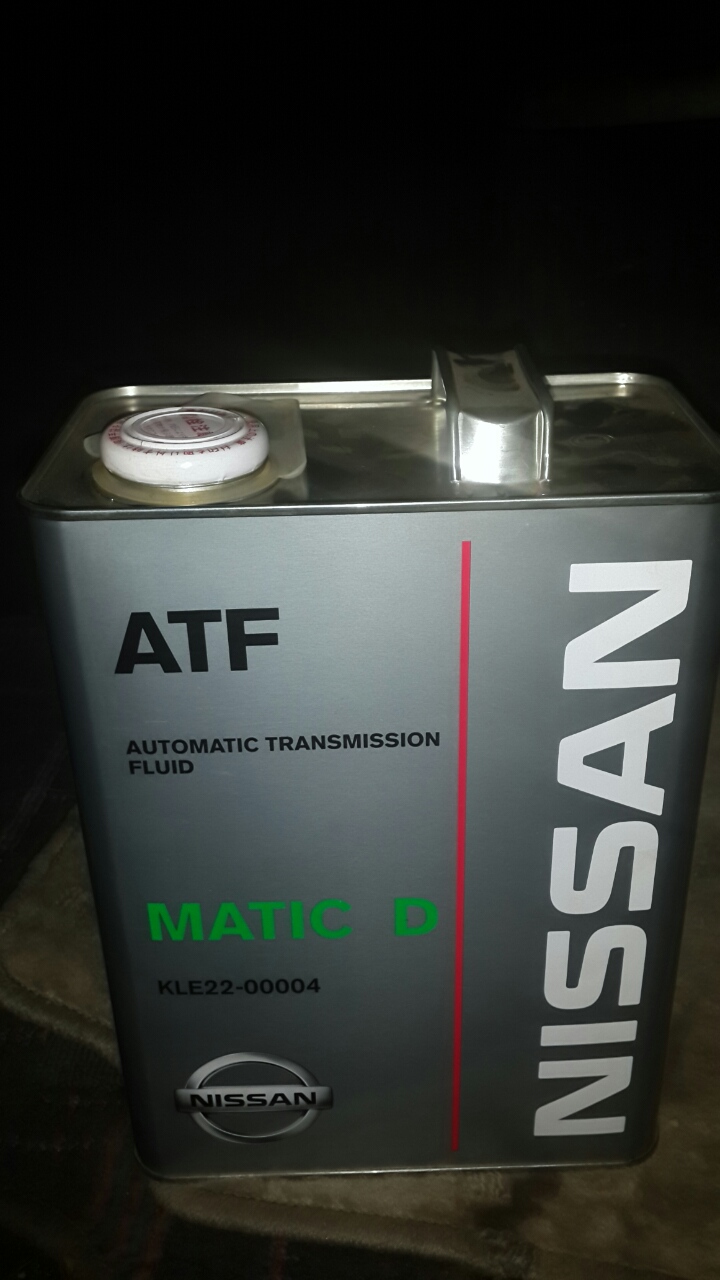 ATF
AUTOMATIC TRANSMISSION
FLUID
MATIC D
KLE22-00004
NISSAN
NISSAN